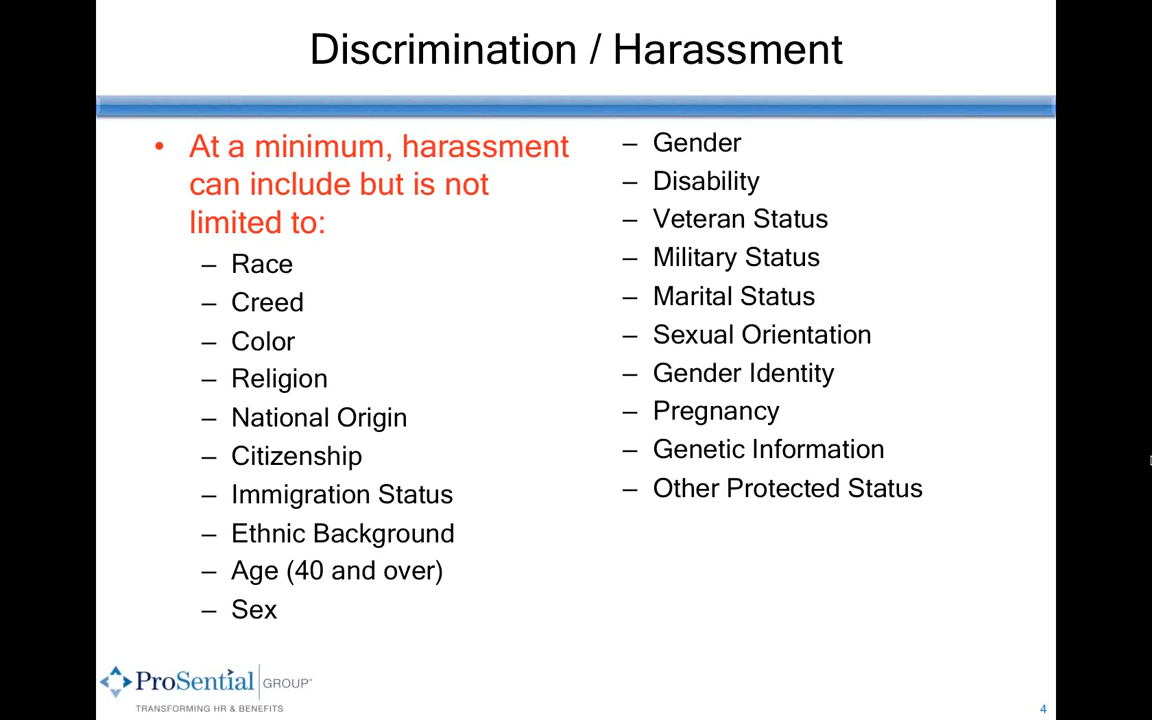 Discrimination / Harassment
• At a minimum, harassment
can include but is not
limited to:
– Race
– Creed
– Color
– Religion
– National Origin
– Citizenship
– Immigration Status
– Ethnic Background
– Age (40 and over)
– Sex
– Gender
– Disability
– Veteran Status
– Military Status
– Marital Status
– Sexual Orientation
– Gender Identity
– Pregnancy
– Genetic Information
– Other Protected Status
ProSential GROUP™
TRANSFORMING HR & BENEFITS
4